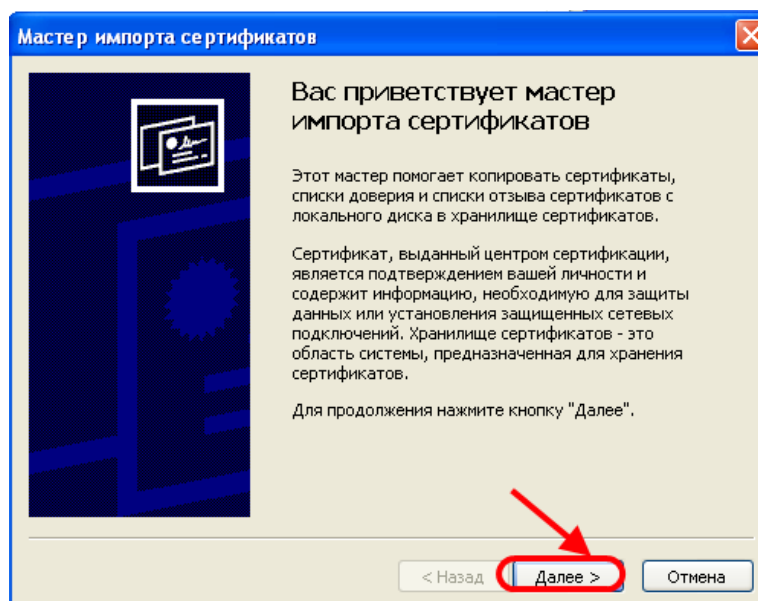 Мастер импорта сертификатов
Вас приветствует мастер
импорта сертификатов
Этот мастер помогает копировать сертификаты,
списки доверия и списки отзыва сертификатов с
локального диска в хранилище сертификатов.
Сертификат, выданный центром сертификации,
является подтверждением вашей личности и
содержит информацию, необходимую для защиты
данных или установления защищенных сетевых
подключений. Хранилище сертификатов - это
область системы, предназначенная для хранения
сертификатов.
Для продолжения нажмите кнопку "Далее".
< Назад Далее > Отмена